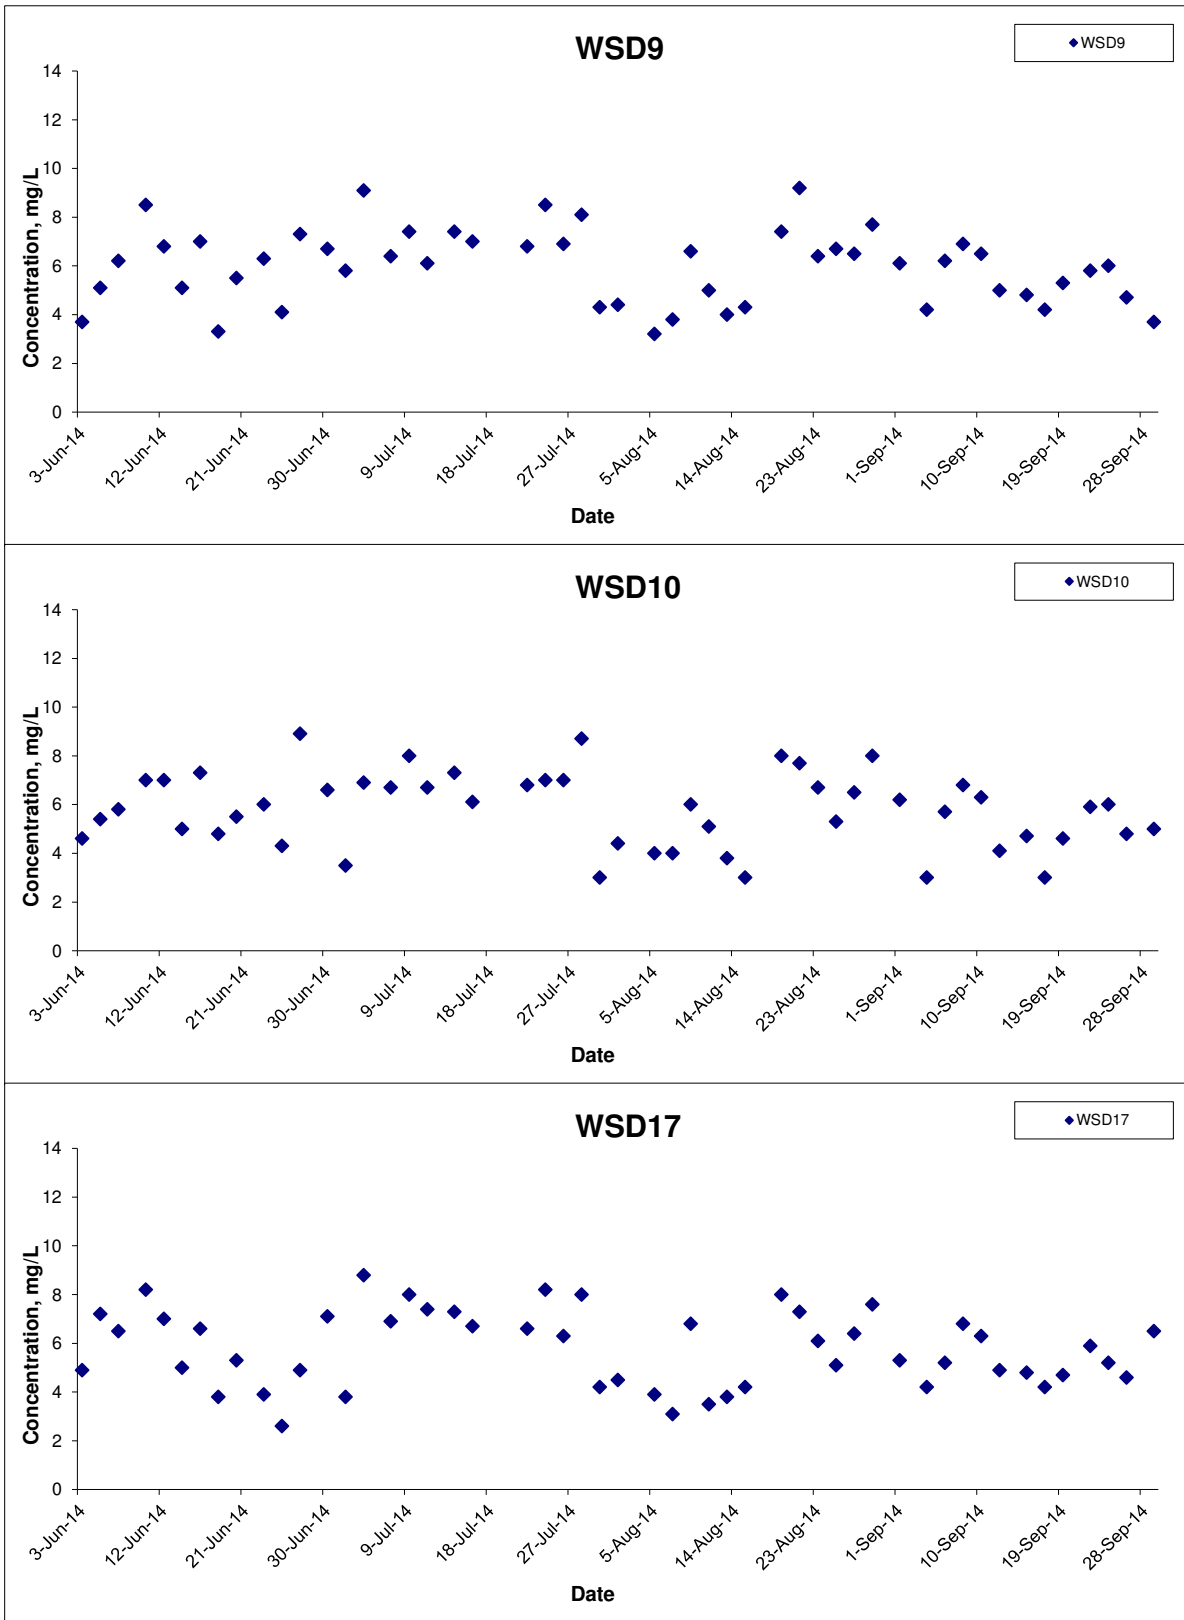 WSD9
WSD9
14
12
10
8
6
4
2
0
Concentration, mg/L
3-Jun-14
12-Jun-14
21-Jun-14
30-Jun-14
9-Jul-14
18-Jul-14
27-Jul-14
5-Aug-14
14-Aug-14
23-Aug-14
1-Sep-14
10-Sep-14
19-Sep-14
28-Sep-14
Date
WSD10
WSD10
14
12
10
8
6
4
2
0
Concentration, mg/L
3-Jun-14
12-Jun-14
21-Jun-14
30-Jun-14
9-Jul-14
18-Jul-14
27-Jul-14
5-Aug-14
14-Aug-14
23-Aug-14
1-Sep-14
10-Sep-14
19-Sep-14
28-Sep-14
Date
WSD17
WSD17
14
12
10
8
6
4
2
0
Concentration, mg/L
3-Jun-14
12-Jun-14
21-Jun-14
30-Jun-14
9-Jul-14
18-Jul-14
27-Jul-14
5-Aug-14
14-Aug-14
23-Aug-14
1-Sep-14
10-Sep-14
19-Sep-14
28-Sep-14
Date